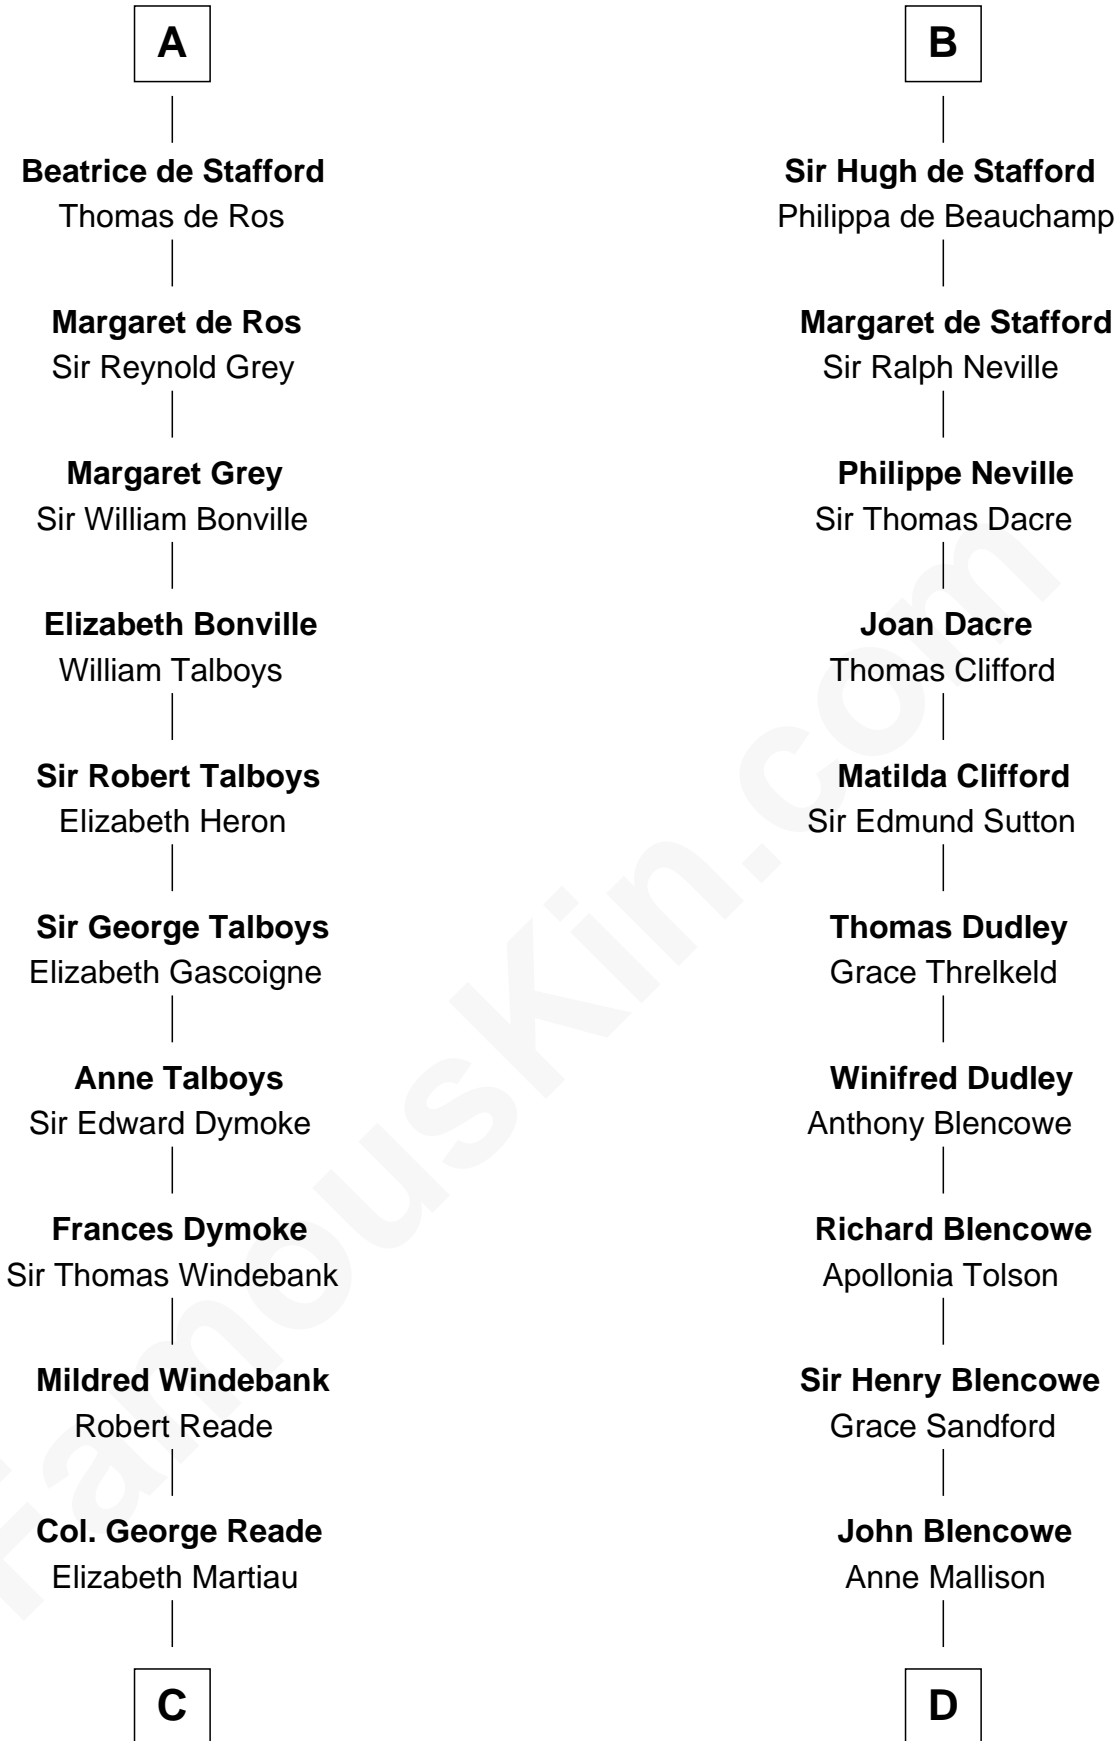 A
Beatrice de Stafford
Thomas de Ros
Margaret de Ros
Sir Reynold Grey
Margaret Grey
Sir William Bonville
Elizabeth Bonville
William Talboys
Sir Robert Talboys
Elizabeth Heron
Sir George Talboys
Elizabeth Gascoigne
Anne Talboys
Sir Edward Dymoke
Frances Dymoke
Sir Thomas Windebank
Mildred Windebank
Robert Reade
Col. George Reade
Elizabeth Martiau
C
B
Sir Hugh de Stafford
Philippa de Beauchamp
Margaret de Stafford
Sir Ralph Neville
Philippe Neville
Sir Thomas Dacre
Joan Dacre
Thomas Clifford
Matilda Clifford
Sir Edmund Sutton
Thomas Dudley
Grace Threlkeld
Winifred Dudley
Anthony Blencowe
Richard Blencowe
Apollonia Tolson
Sir Henry Blencowe
Grace Sandford
John Blencowe
Anne Mallison
D
FamousKin.com